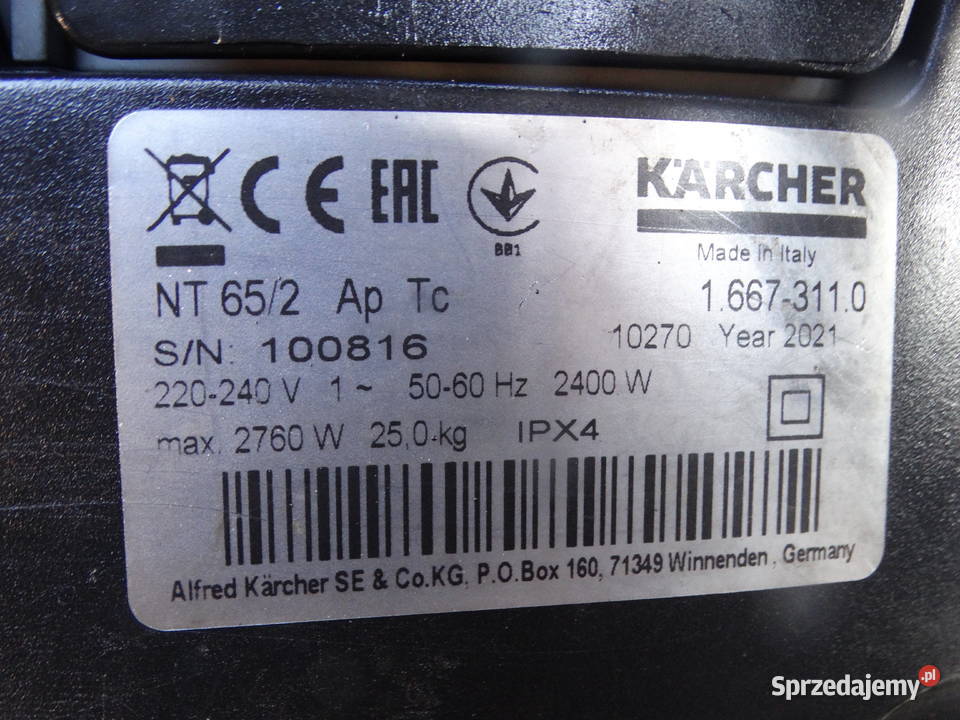 CE EAC
001
KÄRCHER
Made in Italy
NT 65/2 Ap Tc 1.667-311.0
S/N: 100816 10270 Year 2021
220-240 V 1 ~ 50-60 Hz 2400 W
max. 2760 W 25,0 kg IPX4
Alfred Kärcher SE & Co.KG, P.O.Box 160, 71349 Winnenden , Germany
Sprzedajemy.pl